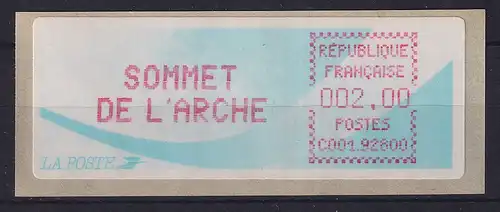 SOMMET
DE L'ARCHE
RÉPUBLIQUE
FRANÇAISE
002,00
POSTES
C001.92800
LA POSTE